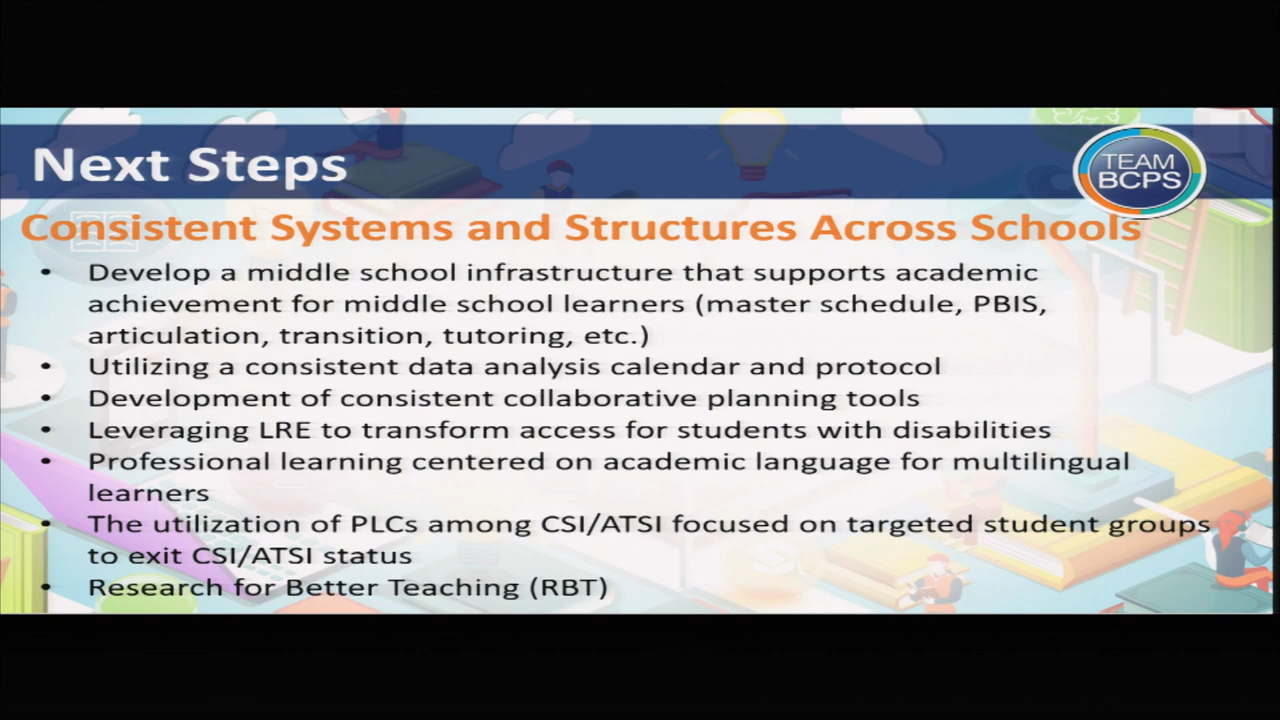 Next Steps
TEAM
BCPS
Consistent Systems and Structures Across Schools
• Develop a middle school infrastructure that supports academic
achievement for middle school learners (master schedule, PBIS,
articulation, transition, tutoring, etc.)
• Utilizing a consistent data analysis calendar and protocol
• Development of consistent collaborative planning tools
• Leveraging LRE to transform access for students with disabilities
• Professional learning centered on academic language for multilingual
learners
• The utilization of PLCs among CSI/ATSI focused on targeted student groups
to exit CSI/ATSI status
• Research for Better Teaching (RBT)